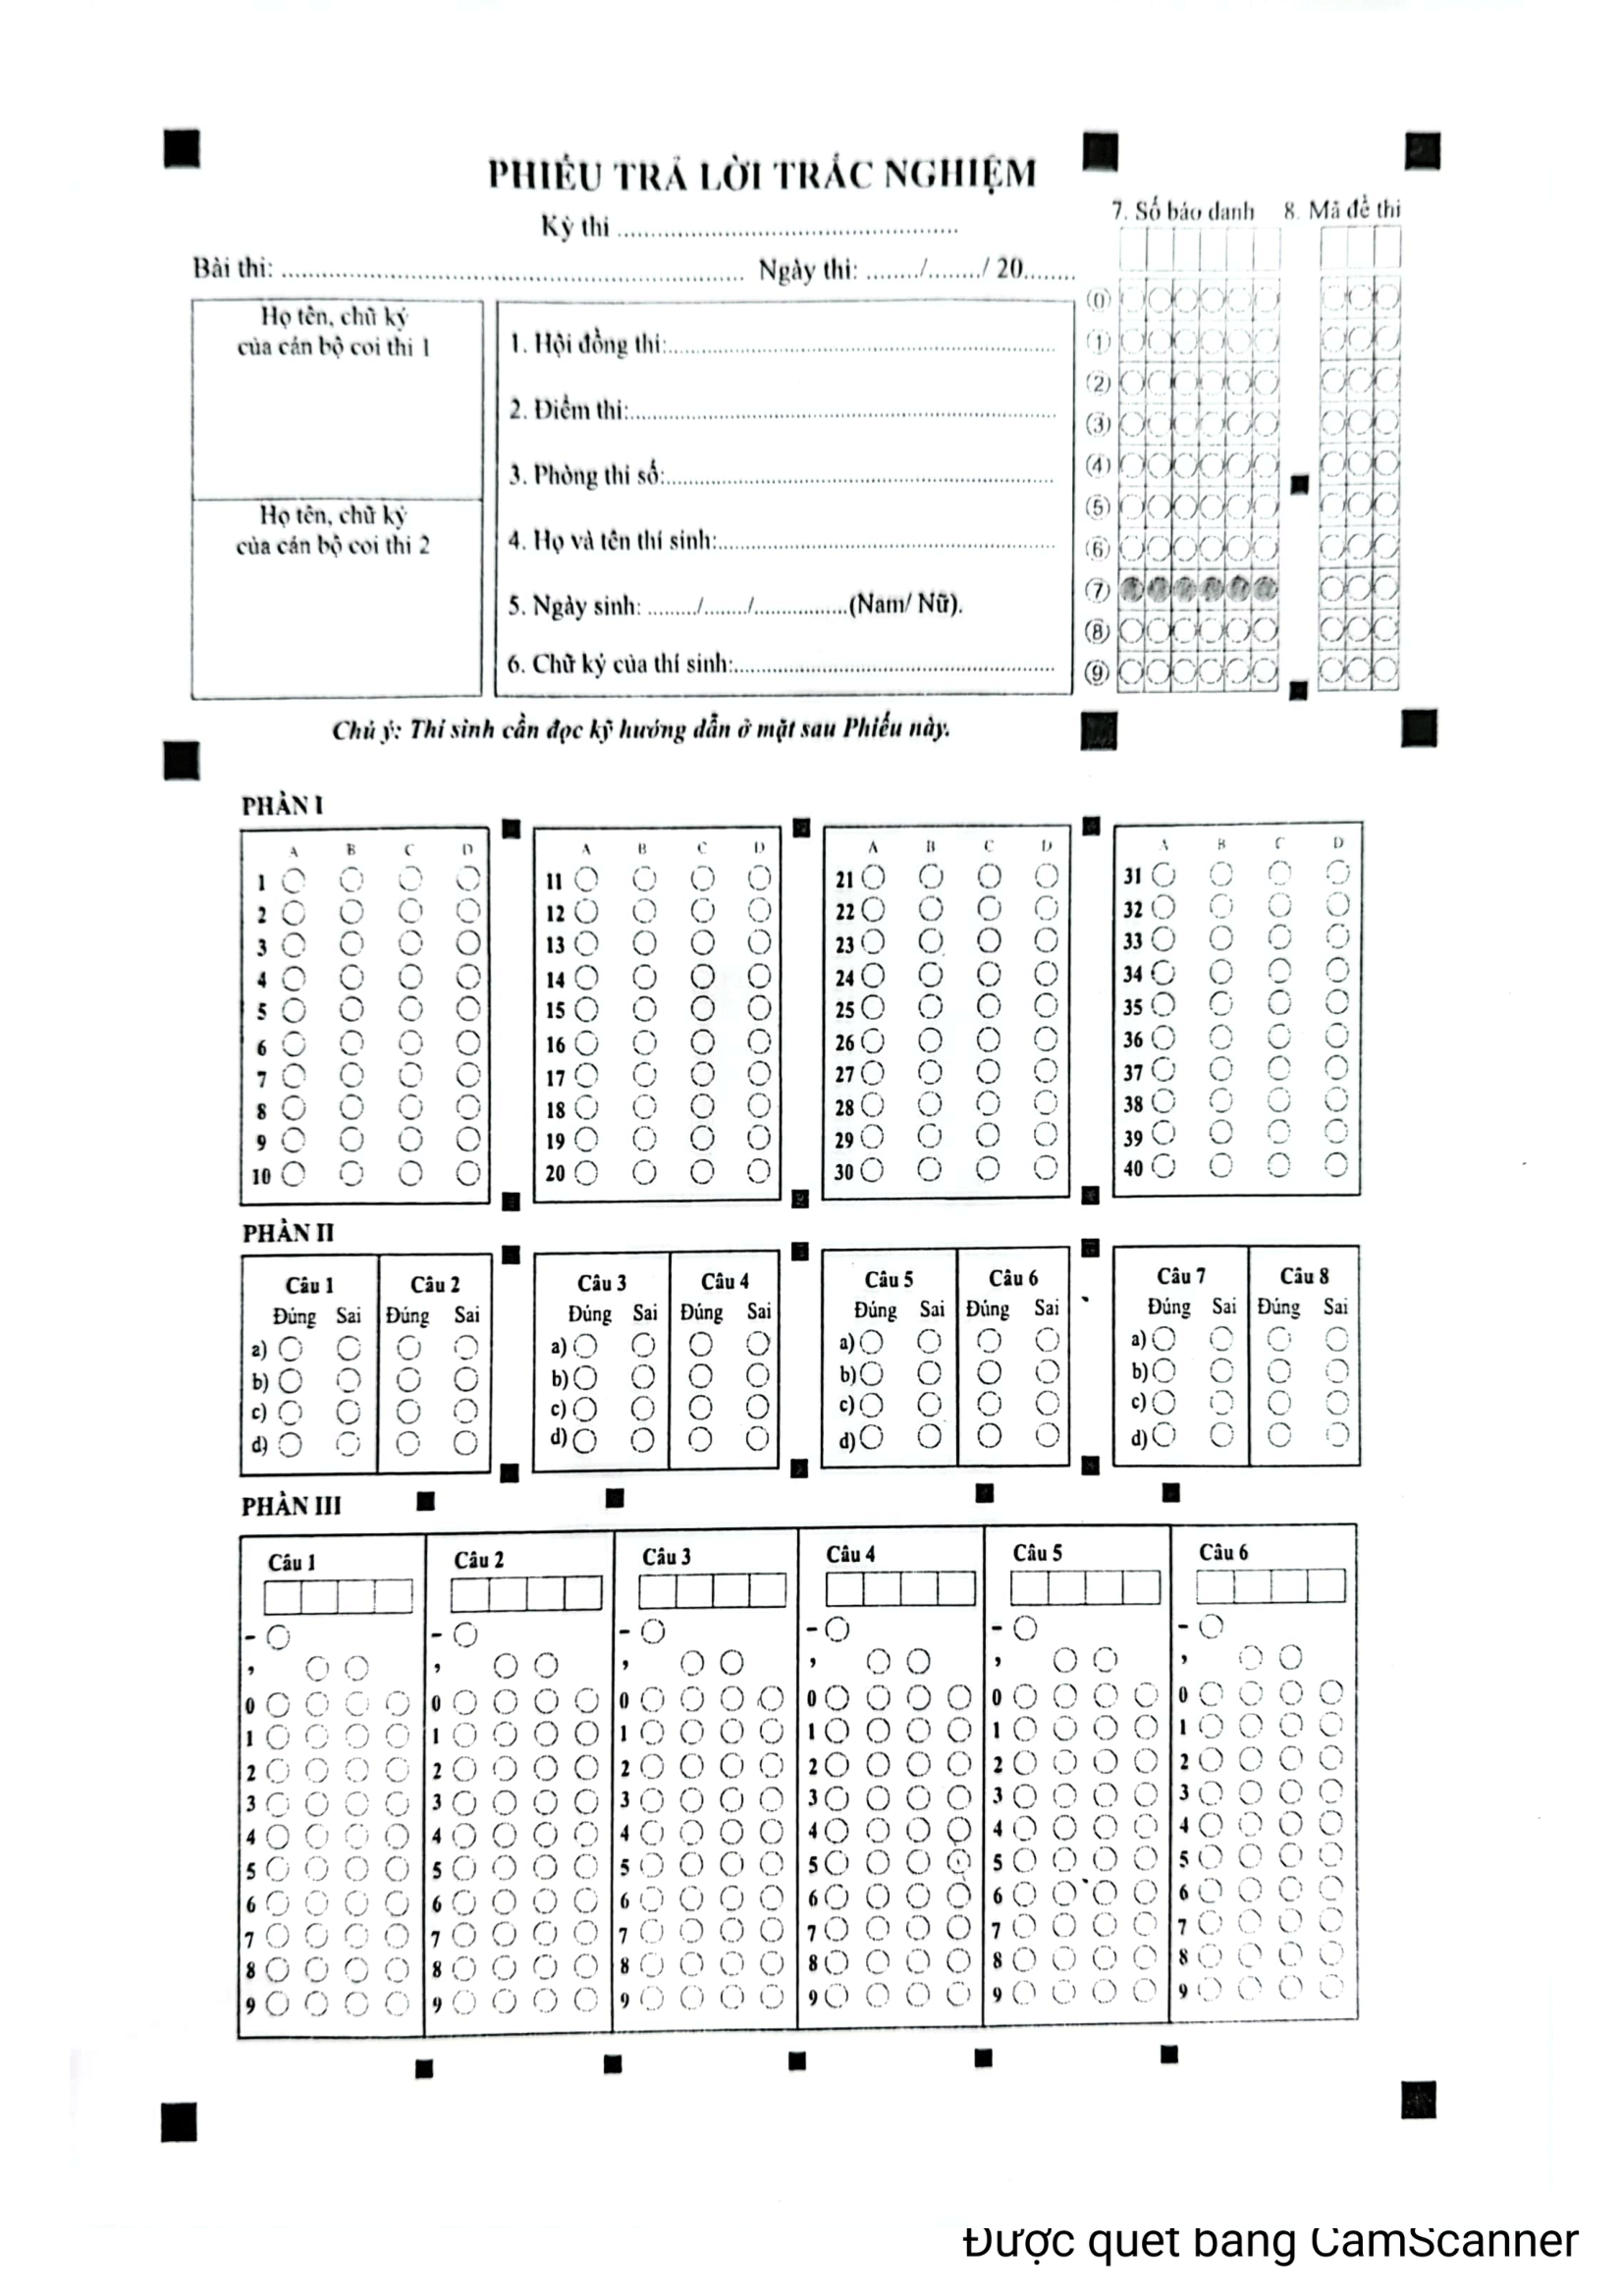 PHIẾU TRẢ LỜI TRẮC NGHIỆM
Kỳ thi ................................................
Bài thi: ................................................................ Ngày thi: ......../......../ 20........
7. Số báo danh 8. Mã đề thi
Họ tên, chữ ký
của cán bộ coi thi 1
Họ tên, chữ ký
của cán bộ coi thi 2
1. Hội đồng thi:................................................
2. Điểm thi:................................................
3. Phòng thi số:................................................
4. Họ và tên thí sinh:................................................
5. Ngày sinh: ......../......../...............(Nam/ Nữ).
6. Chữ ký của thí sinh:................................................
(0)
(1)
(2)
(3)
(4)
(5)
(6)
(7)
(8)
(9)
Chú ý: Thí sinh cần đọc kỹ hướng dẫn ở mặt sau Phiếu này.
PHẦN I
A B C D A B C D A B C D A B C D
1 11 21 31
2 12 22 32
3 13 23 33
4 14 24 34
5 15 25 35
6 16 26 36
7 17 27 37
8 18 28 38
9 19 29 39
10 20 30 40
PHẦN II
Câu 1 Câu 2 Câu 3 Câu 4 Câu 5 Câu 6 Câu 7 Câu 8
Đúng Sai Đúng Sai Đúng Sai Đúng Sai Đúng Sai Đúng Sai Đúng Sai Đúng Sai
a) a) a) a)
b) b) b) b)
c) c) c) c)
d) d) d) d)
PHẦN III
Câu 1 Câu 2 Câu 3 Câu 4 Câu 5 Câu 6
- - - - - -
, , , , , ,
0 0 0 0 0 0
1 1 1 1 1 1
2 2 2 2 2 2
3 3 3 3 3 3
4 4 4 4 4 4
5 5 5 5 5 5
6 6 6 6 6 6
7 7 7 7 7 7
8 8 8 8 8 8
9 9 9 9 9 9
Được quét bằng CamScanner